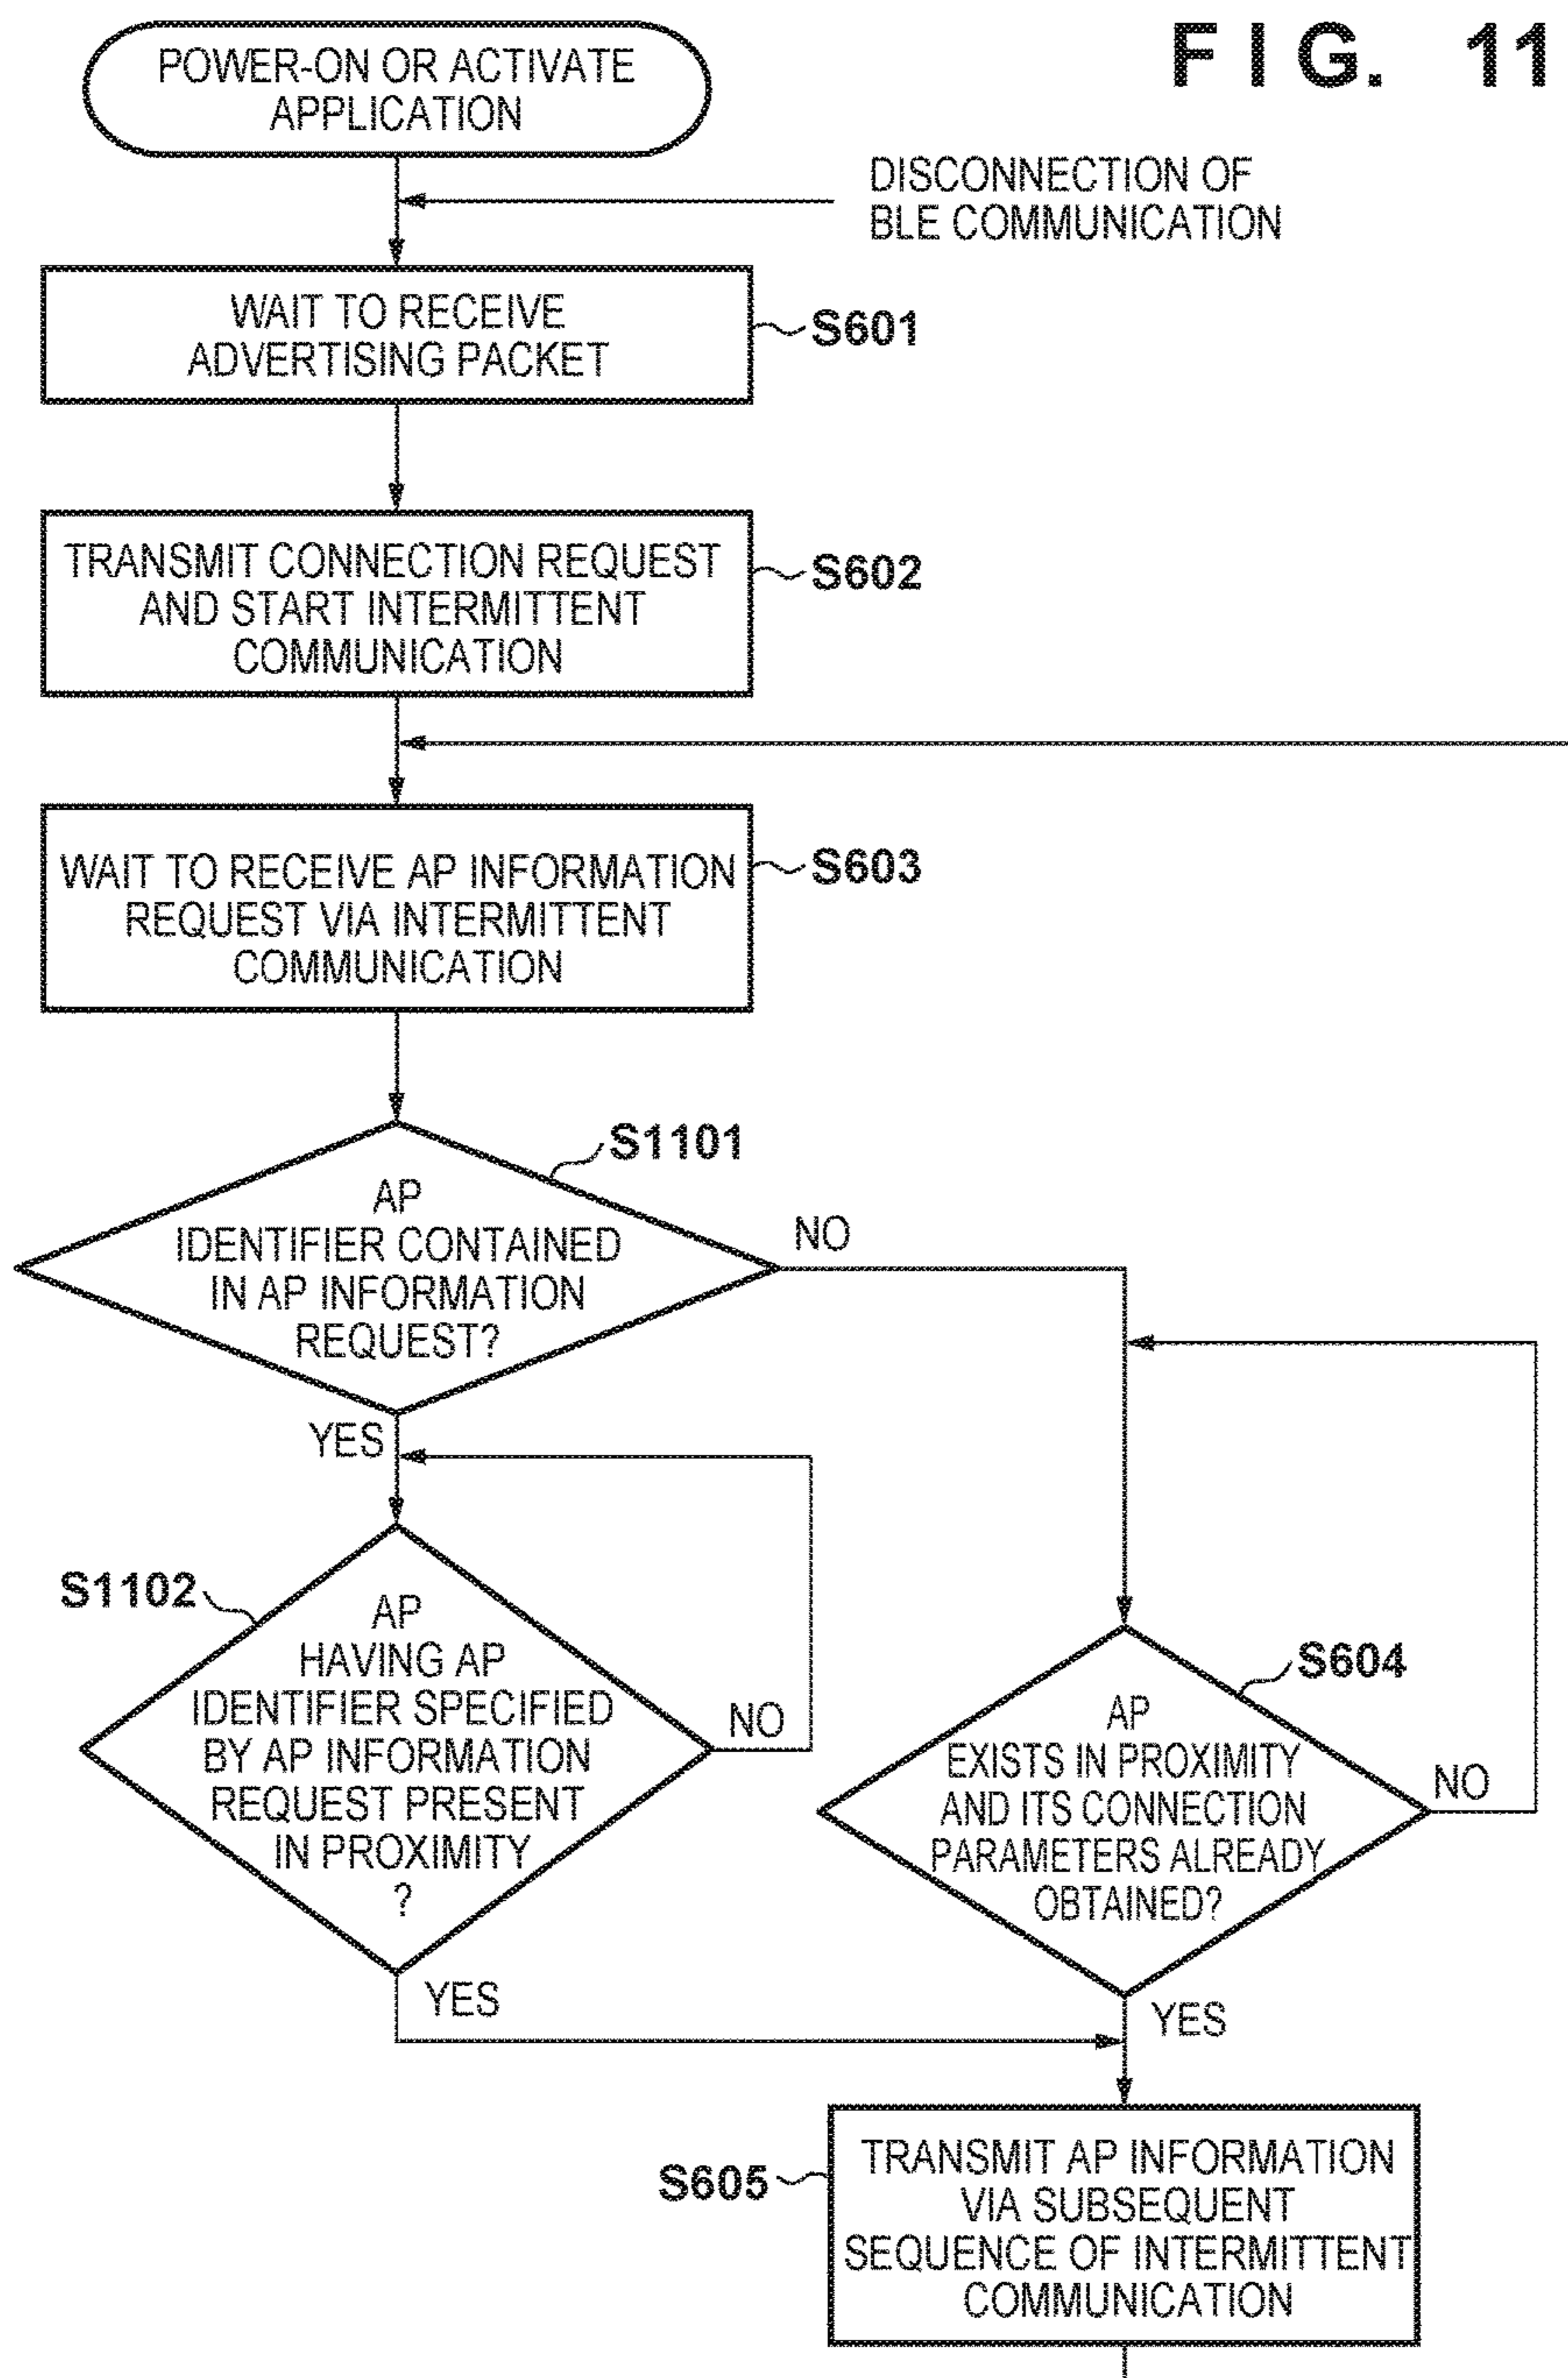 FIG. 11
POWER-ON OR ACTIVATE
APPLICATION
DISCONNECTION OF
BLE COMMUNICATION
WAIT TO RECEIVE
ADVERTISING PACKET
S601
TRANSMIT CONNECTION REQUEST
AND START INTERMITTENT
COMMUNICATION
S602
WAIT TO RECEIVE AP INFORMATION
REQUEST VIA INTERMITTENT
COMMUNICATION
S603
S1101
AP
IDENTIFIER CONTAINED
IN AP INFORMATION
REQUEST?
NO
YES
S1102
AP
HAVING AP
IDENTIFIER SPECIFIED
BY AP INFORMATION
REQUEST PRESENT
IN PROXIMITY
?
NO
YES
S604
AP
EXISTS IN PROXIMITY
AND ITS CONNECTION
PARAMETERS ALREADY
OBTAINED?
NO
YES
S605
TRANSMIT AP INFORMATION
VIA SUBSEQUENT
SEQUENCE OF INTERMITTENT
COMMUNICATION